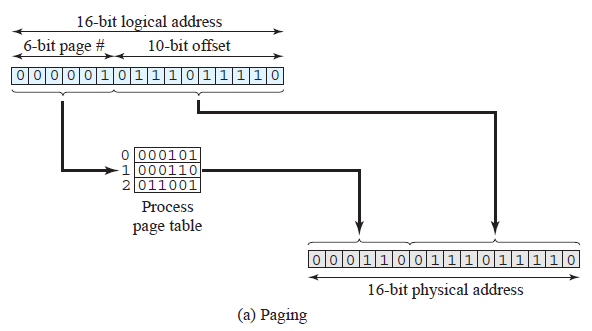 16-bit logical address
6-bit page # 10-bit offset
0 0 0 0 0 1 0 1 1 1 0 1 1 1 1 0
0 000101
1 000110
2 011001
Process
page table
0 0 0 1 1 0 0 1 1 1 0 1 1 1 1 0
16-bit physical address
(a) Paging